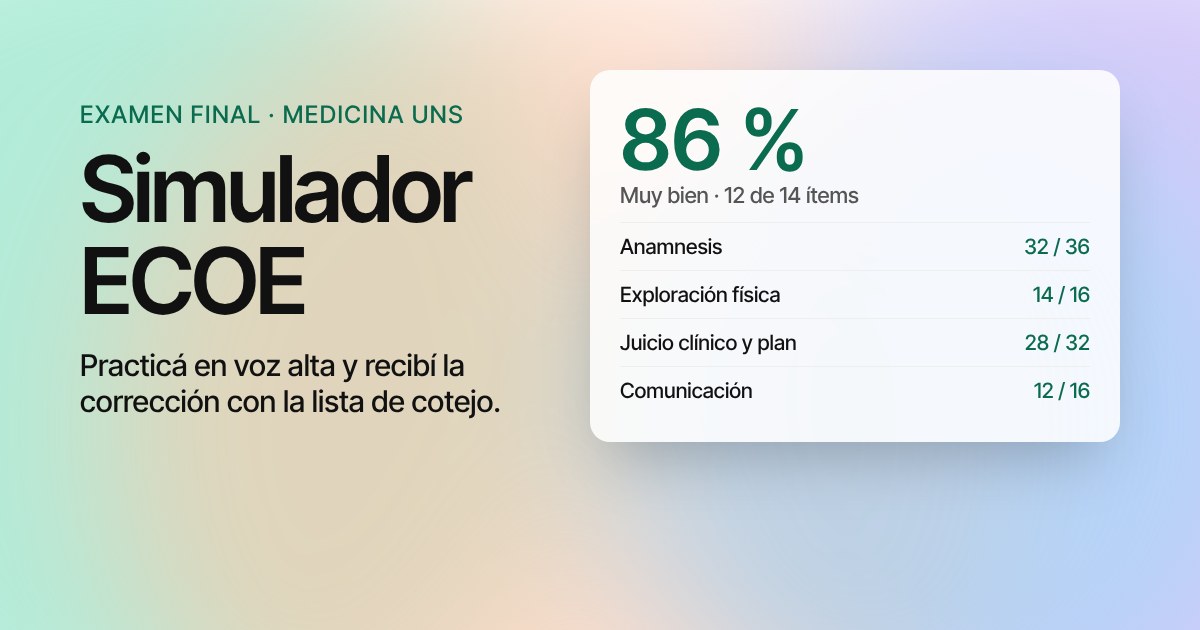 EXAMEN FINAL · MEDICINA UNS
Simulador
ECOE
Practicá en voz alta y recibí la
corrección con la lista de cotejo.
86 %
Muy bien · 12 de 14 ítems
Anamnesis 32 / 36
Exploración física 14 / 16
Juicio clínico y plan 28 / 32
Comunicación 12 / 16